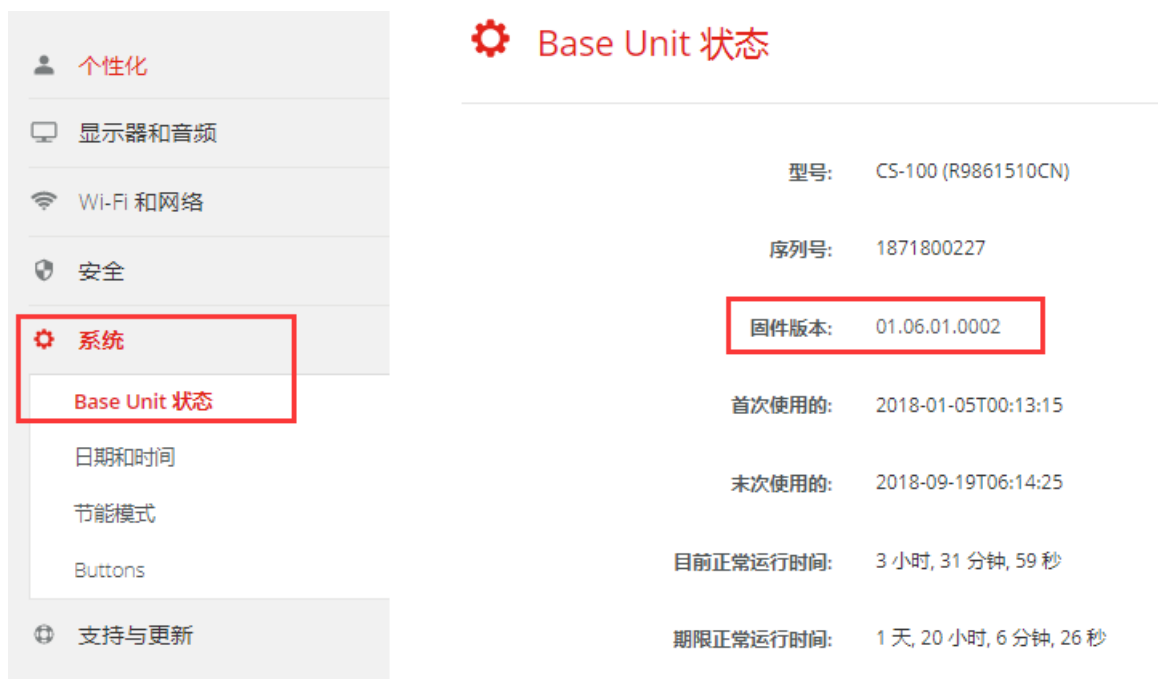 个性化
显示器和音频
Wi-Fi 和网络
安全
系统
Base Unit 状态
日期和时间
节能模式
Buttons
支持与更新
Base Unit 状态
型号: CS-100 (R9861510CN)
序列号: 1871800227
固件版本: 01.06.01.0002
首次使用的: 2018-01-05T00:13:15
末次使用的: 2018-09-19T06:14:25
目前正常运行时间: 3 小时, 31 分钟, 59 秒
期限正常运行时间: 1 天, 20 小时, 6 分钟, 26 秒